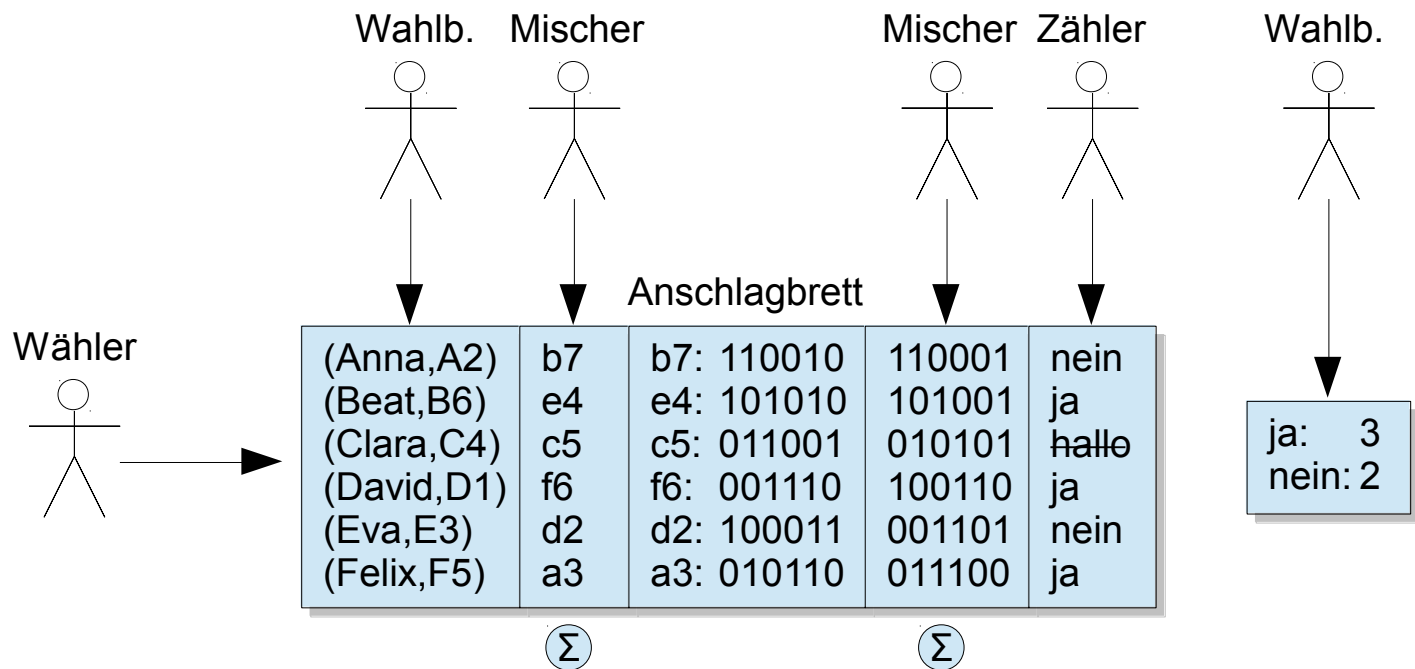 Wahlb. Mischer Mischer Zähler Wahlb.
Anschlagbrett
Wähler
(Anna,A2) b7 b7: 110010 110001 nein
(Beat,B6) e4 e4: 101010 101001 ja
(Clara,C4) c5 c5: 011001 010101 hallo
(David,D1) f6 f6: 001110 100110 ja
(Eva,E3) d2 d2: 100011 001101 nein
(Felix,F5) a3 a3: 010110 011100 ja
ja: 3
nein: 2
Σ Σ